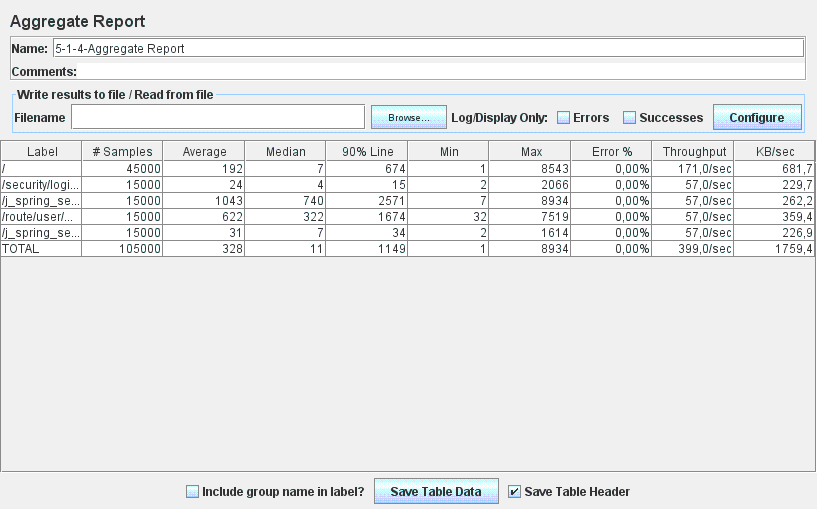 Aggregate Report
Name: 5-1-4-Aggregate Report
Comments:
Write results to file / Read from file
Filename Browse... Log/Display Only: Errors Successes Configure
Label # Samples Average Median 90% Line Min Max Error % Throughput KB/sec
/ 45000 192 7 674 1 8543 0,00% 171,0/sec 681,7
/security/logi... 15000 24 4 15 2 2066 0,00% 57,0/sec 229,7
/j_spring_se... 15000 1043 740 2571 7 8934 0,00% 57,0/sec 262,2
/route/user/... 15000 622 322 1674 32 7519 0,00% 57,0/sec 359,4
/j_spring_se... 15000 31 7 34 2 1614 0,00% 57,0/sec 226,9
TOTAL 105000 328 11 1149 1 8934 0,00% 399,0/sec 1759,4
Include group name in label? Save Table Data Save Table Header